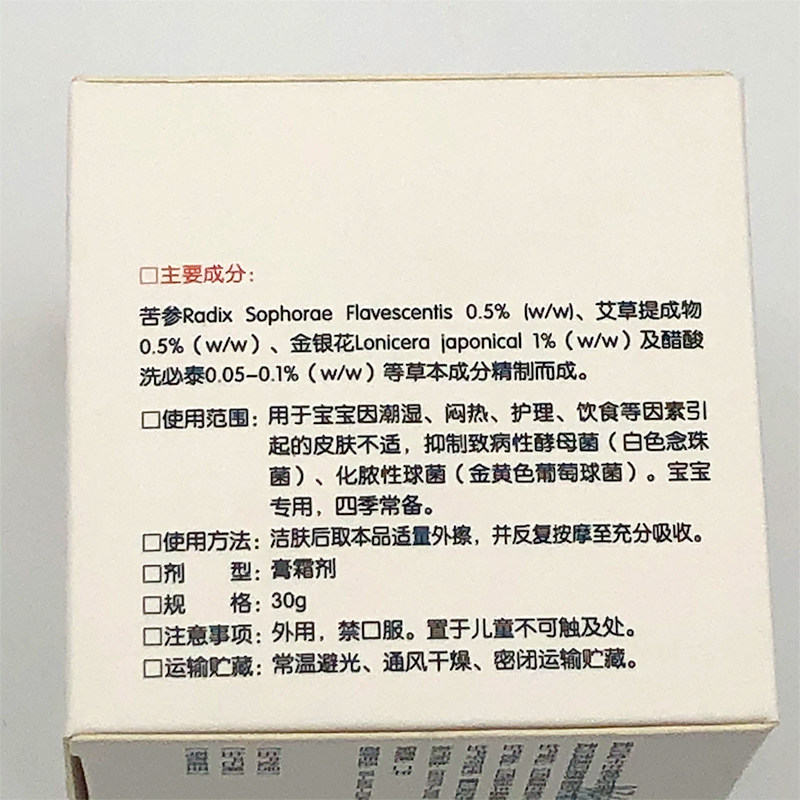 □主要成分：
苦参Radix Sophorae Flavescentis 0.5% (w/w)、艾草提成物
0.5%（w/w）、金银花Lonicera japonical 1%（w/w）及醋酸
洗必泰0.05-0.1%（w/w）等草本成分精制而成。
□使用范围：用于宝宝因潮湿、闷热、护理、饮食等因素引
起的皮肤不适，抑制致病性酵母菌（白色念珠
菌）、化脓性球菌（金黄色葡萄球菌）。宝宝
专用，四季常备。
□使用方法：洁肤后取本品适量外擦，并反复按摩至充分吸收。
□剂 型：膏霜剂
□规 格：30g
□注意事项：外用，禁口服。置于儿童不可触及处。
□运输贮藏：常温避光、通风干燥、密闭运输贮藏。